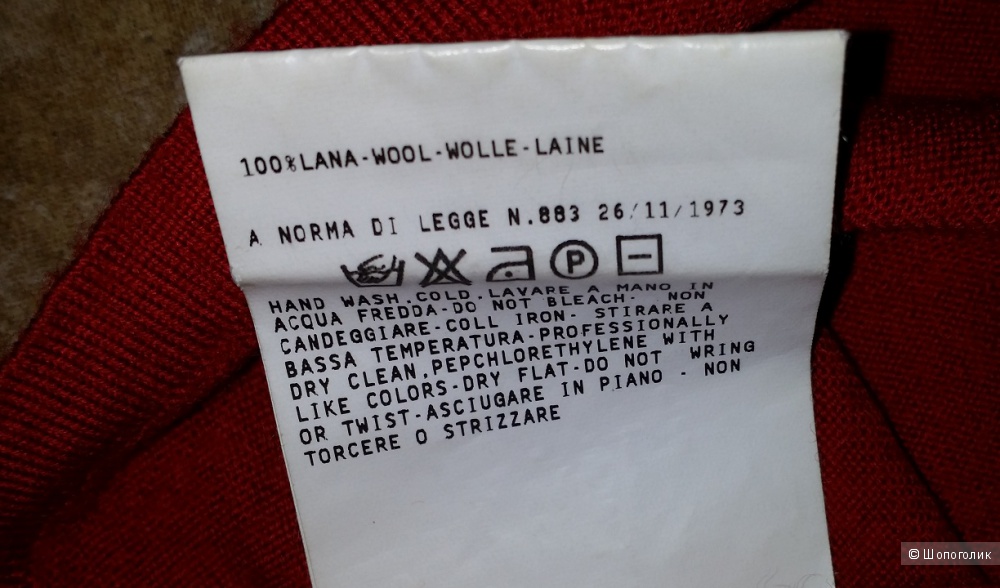 100%LANA-WOOL-WOLLE-LAINE
A NORMA DI LEGGE N.883 26/11/1973
P
HAND WASH.COLD.LAVARE A MANO IN
ACQUA FREDDA-DO NOT BLEACH- NON
CANDEGGIARE-COLL IRON- STIRARE A
BASSA TEMPERATURA-PROFESSIONALLY
DRY CLEAN.PEPCHLORETHYLENE WITH
LIKE COLORS-DRY FLAT-DO NOT WRING
OR TWIST-ASCIUGARE IN PIANO - NON
TORCERE O STRIZZARE
© Шопоголик